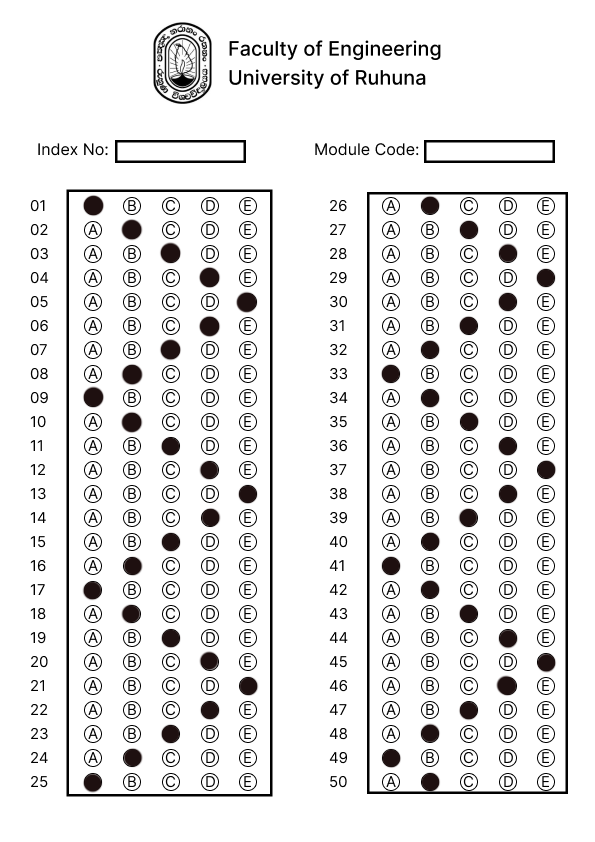 Faculty of Engineering
University of Ruhuna
Index No:
Module Code:
01 B C D E
02 A C D E
03 A B D E
04 A B C E
05 A B C D
06 A B C E
07 A B D E
08 A C D E
09 B C D E
10 A C D E
11 A B D E
12 A B C E
13 A B C D
14 A B C E
15 A B D E
16 A C D E
17 B C D E
18 A C D E
19 A B D E
20 A B C E
21 A B C D
22 A B C E
23 A B D E
24 A C D E
25 B C D E
26 A C D E
27 A B D E
28 A B C E
29 A B C D
30 A B C E
31 A B D E
32 A C D E
33 B C D E
34 A C D E
35 A B D E
36 A B C E
37 A B C D
38 A B C E
39 A B D E
40 A C D E
41 B C D E
42 A C D E
43 A B D E
44 A B C E
45 A B C D
46 A B C E
47 A B D E
48 A C D E
49 B C D E
50 A C D E